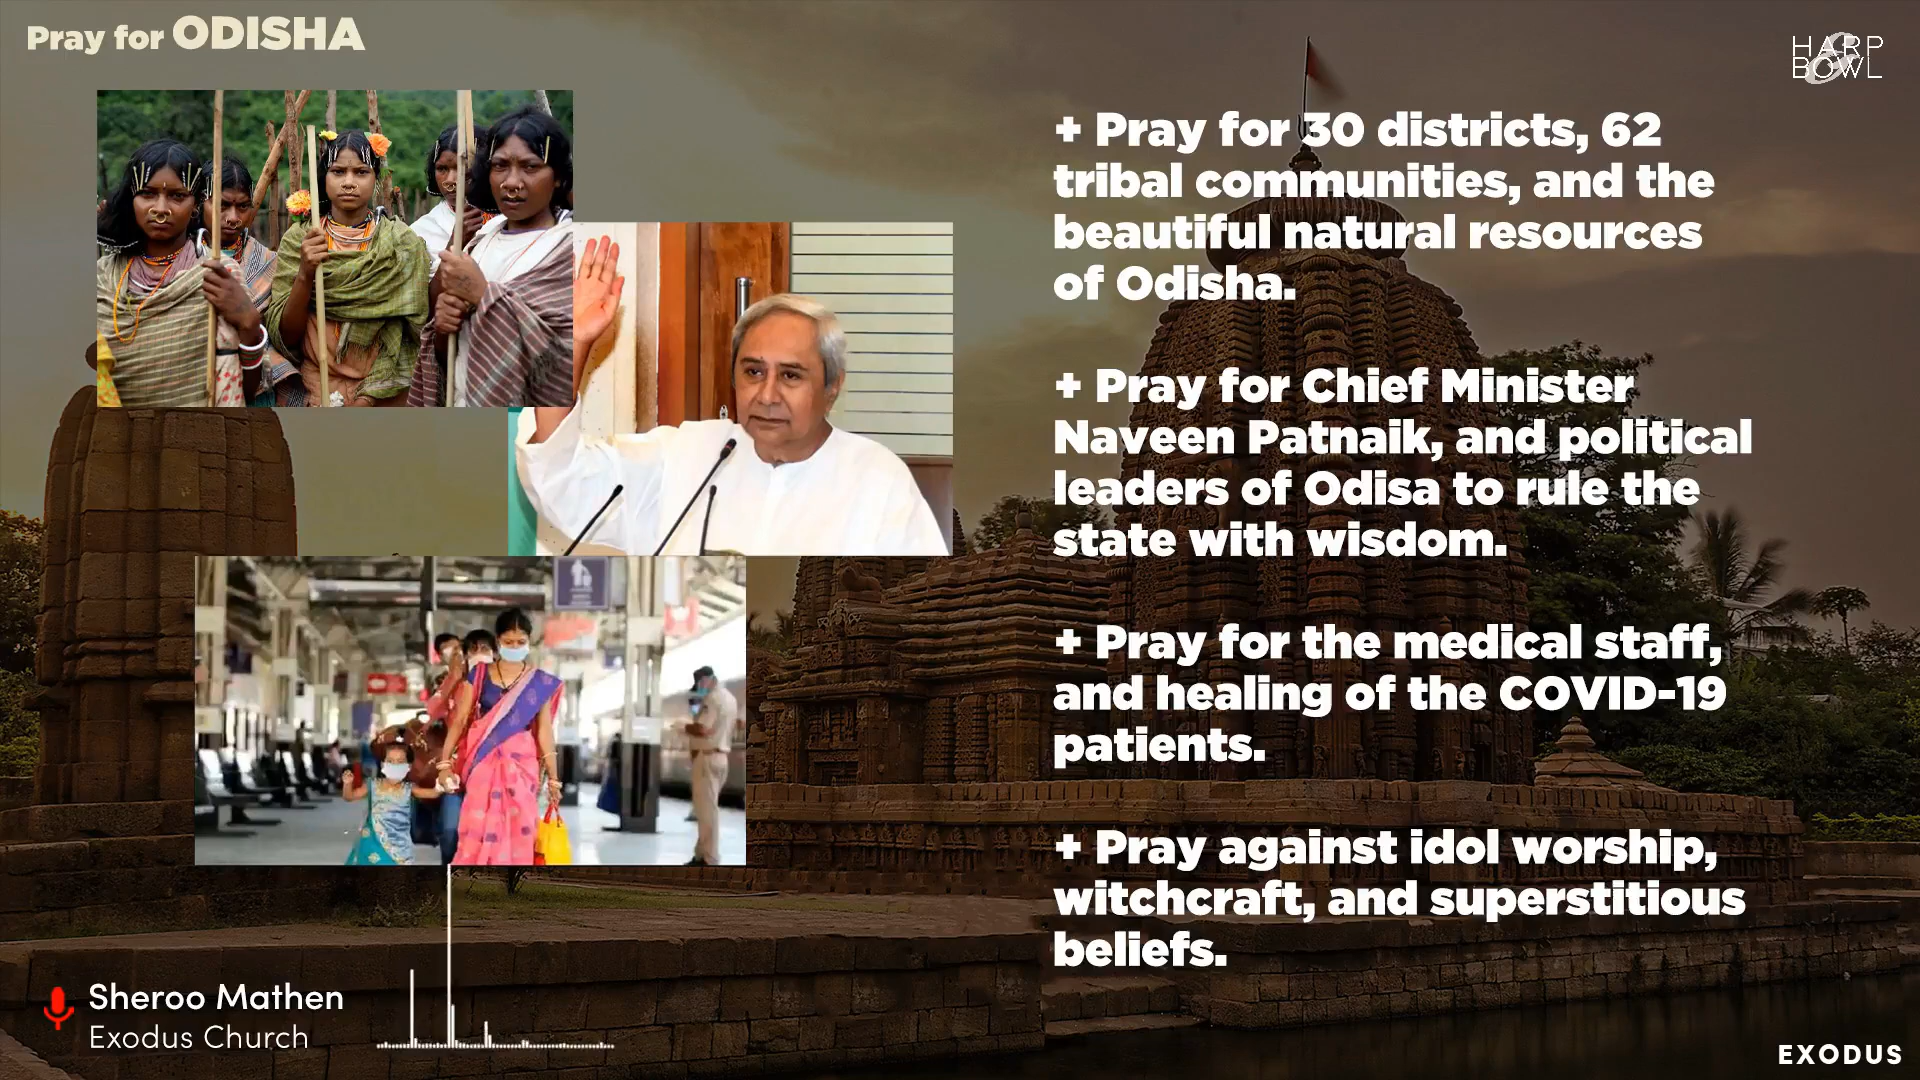 Pray for ODISHA
HARP
&
BOWL
+ Pray for 30 districts, 62
tribal communities, and the
beautiful natural resources
of Odisha.
+ Pray for Chief Minister
Naveen Patnaik, and political
leaders of Odisa to rule the
state with wisdom.
+ Pray for the medical staff,
and healing of the COVID-19
patients.
+ Pray against idol worship,
witchcraft, and superstitious
beliefs.
Sheroo Mathen
Exodus Church
EXODUS